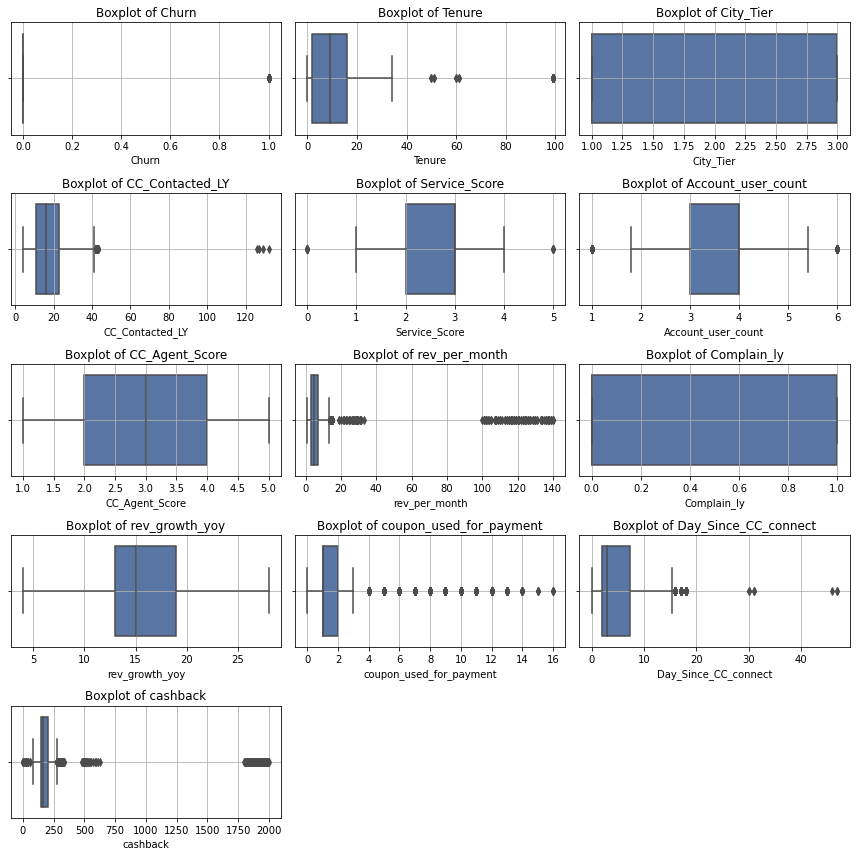 Boxplot of Churn
0.0 0.2 0.4 0.6 0.8 1.0
Churn
Boxplot of Tenure
0 20 40 60 80 100
Tenure
Boxplot of City_Tier
1.00 1.25 1.50 1.75 2.00 2.25 2.50 2.75 3.00
City_Tier
Boxplot of CC_Contacted_LY
0 20 40 60 80 100 120
CC_Contacted_LY
Boxplot of Service_Score
0 1 2 3 4 5
Service_Score
Boxplot of Account_user_count
1 2 3 4 5 6
Account_user_count
Boxplot of CC_Agent_Score
1.0 1.5 2.0 2.5 3.0 3.5 4.0 4.5 5.0
CC_Agent_Score
Boxplot of rev_per_month
0 20 40 60 80 100 120 140
rev_per_month
Boxplot of Complain_ly
0.0 0.2 0.4 0.6 0.8 1.0
Complain_ly
Boxplot of rev_growth_yoy
5 10 15 20 25
rev_growth_yoy
Boxplot of coupon_used_for_payment
0 2 4 6 8 10 12 14 16
coupon_used_for_payment
Boxplot of Day_Since_CC_connect
0 10 20 30 40
Day_Since_CC_connect
Boxplot of cashback
0 250 500 750 1000 1250 1500 1750 2000
cashback